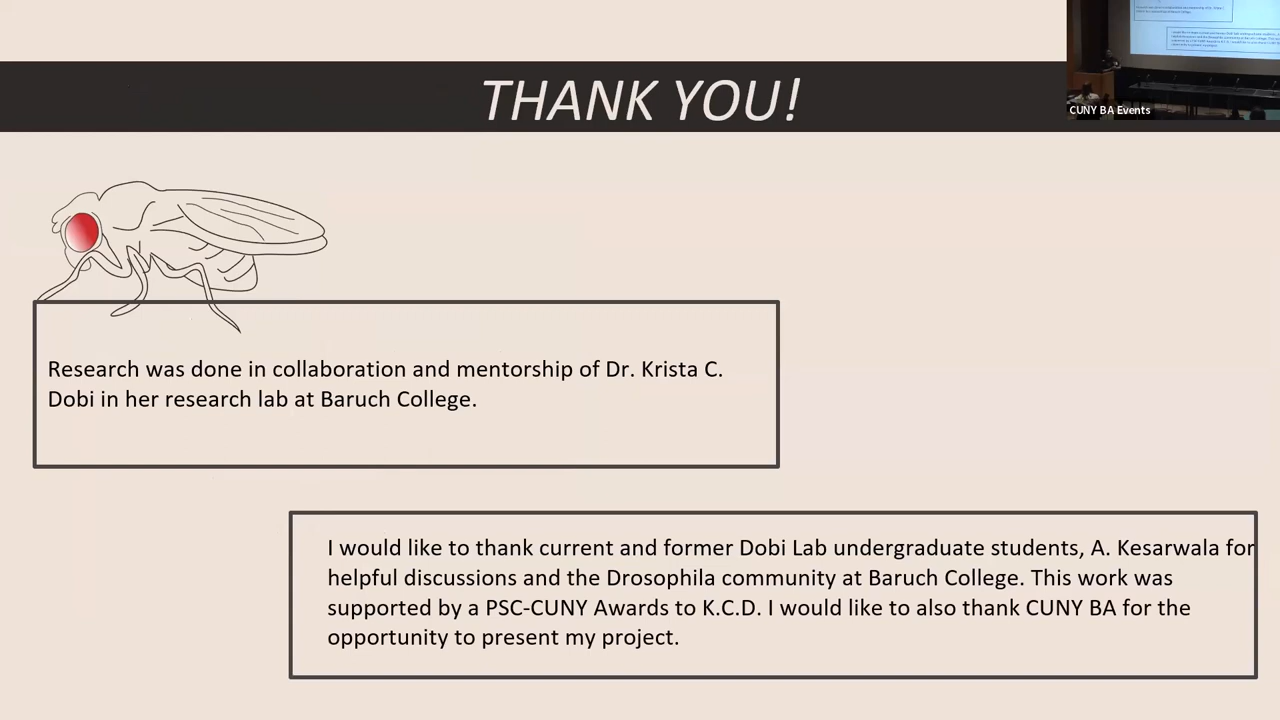 THANK YOU!
CUNY BA Events
Research was done in collaboration and mentorship of Dr. Krista C.
Dobi in her research lab at Baruch College.
I would like to thank current and former Dobi Lab undergraduate students, A. Kesarwala for
helpful discussions and the Drosophila community at Baruch College. This work was
supported by a PSC-CUNY Awards to K.C.D. I would like to also thank CUNY BA for the
opportunity to present my project.